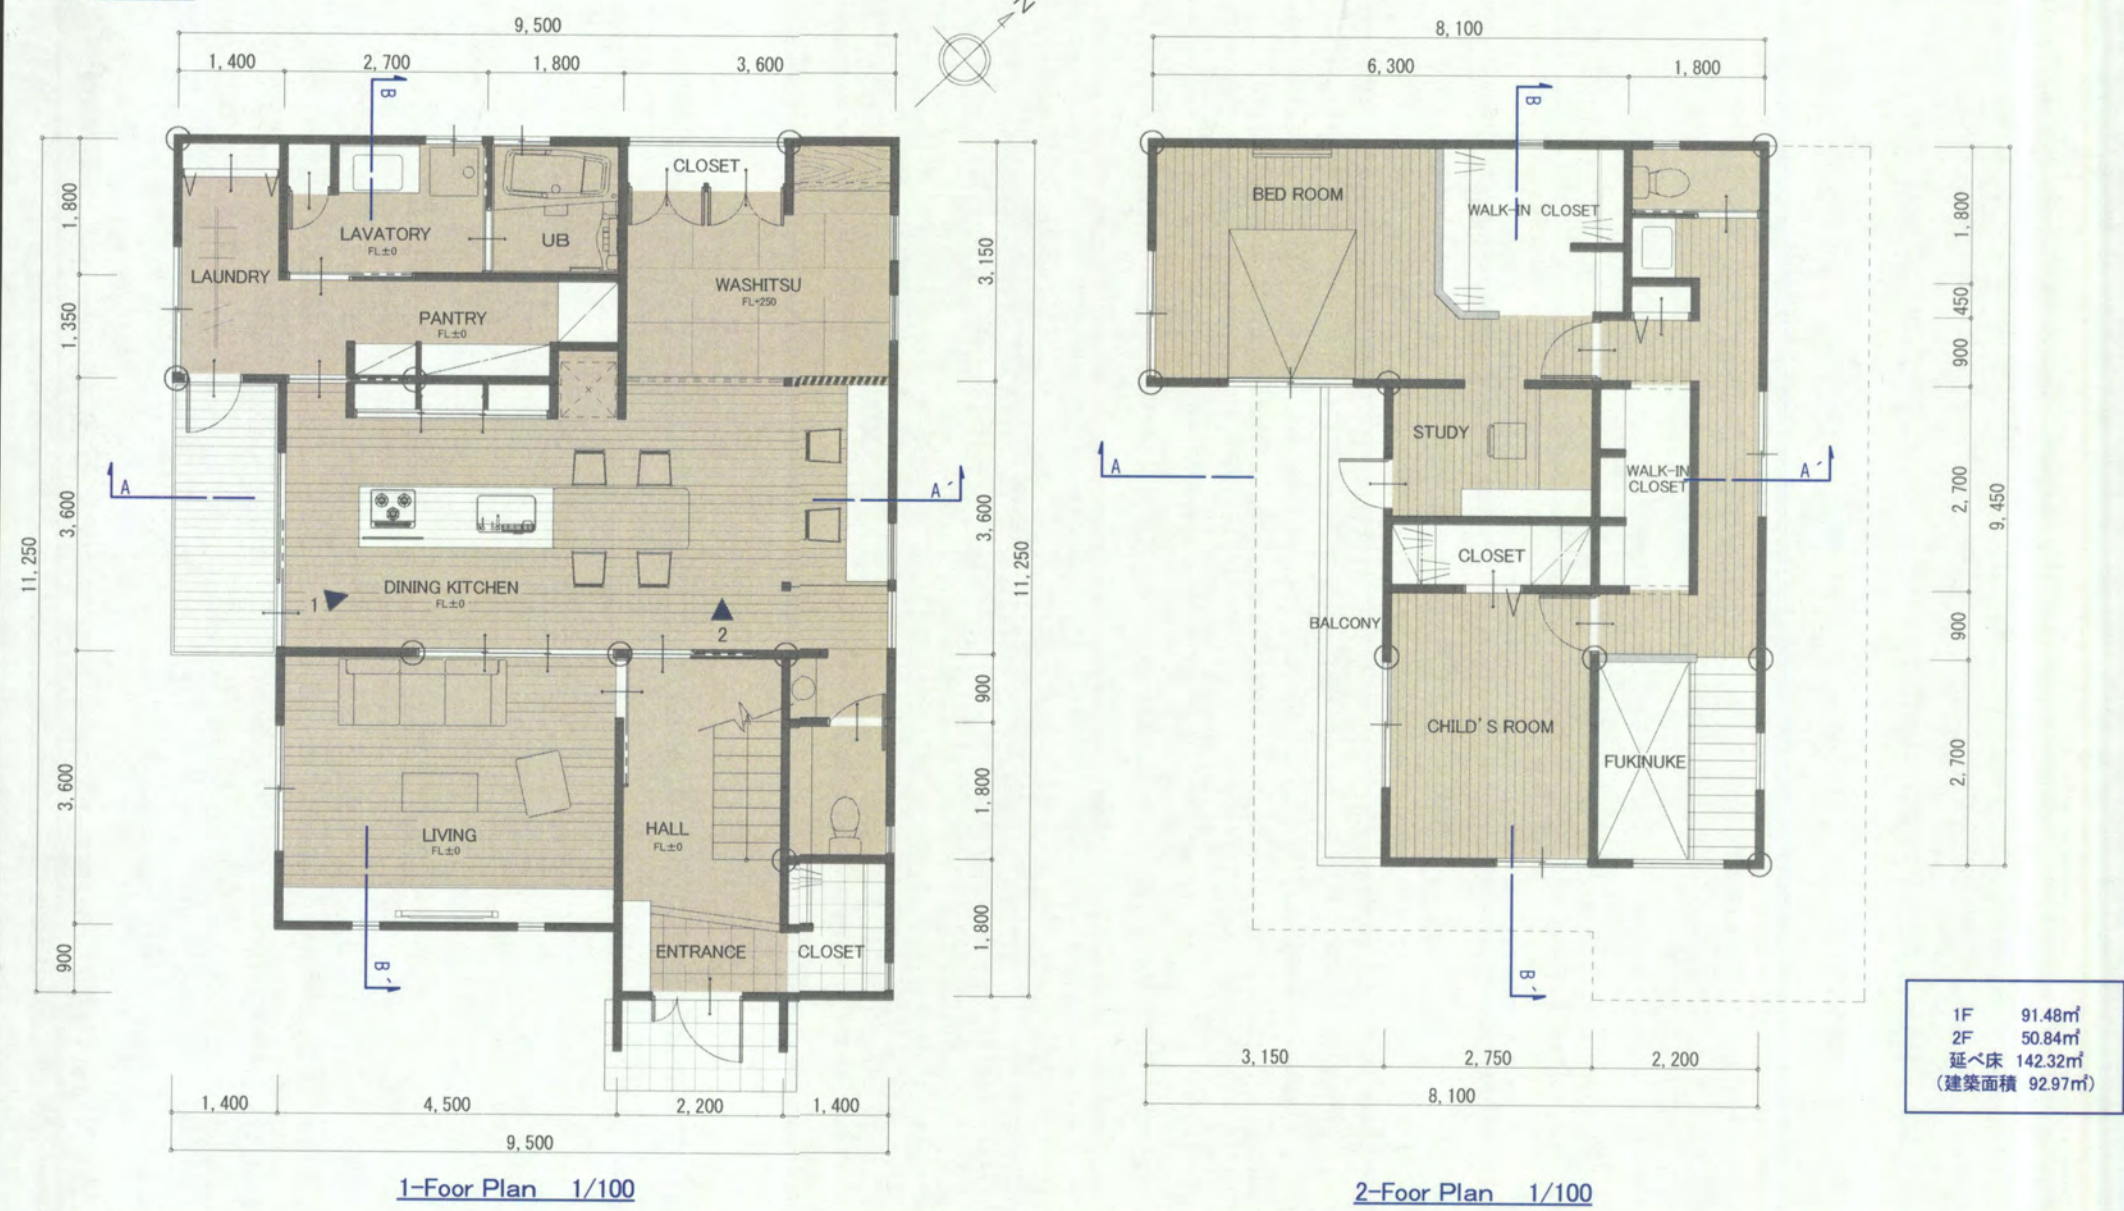 9,500
1,400
2,700
1,800
3,600
B
N
8,100
6,300
1,800
B
11,250
1,800
1,350
3,600
3,600
900
CLOSET
LAVATORY
FL±0
UB
LAUNDRY
WASHITSU
FL+250
PANTRY
FL±0
A
A´
DINING KITCHEN
FL±0
1
2
LIVING
FL±0
HALL
FL±0
ENTRANCE
CLOSET
B´
3,150
3,600
900
1,800
1,800
11,250
1,400
4,500
2,200
1,400
9,500
1-Foor Plan 1/100
BED ROOM
WALK-IN CLOSET
STUDY
A
WALK-IN
CLOSET
A´
CLOSET
BALCONY
CHILD'S ROOM
FUKINUKE
B´
1,800
450
900
2,700
900
2,700
9,450
3,150
2,750
2,200
8,100
2-Foor Plan 1/100
1F 91.48㎡
2F 50.84㎡
延べ床 142.32㎡
(建築面積 92.97㎡)